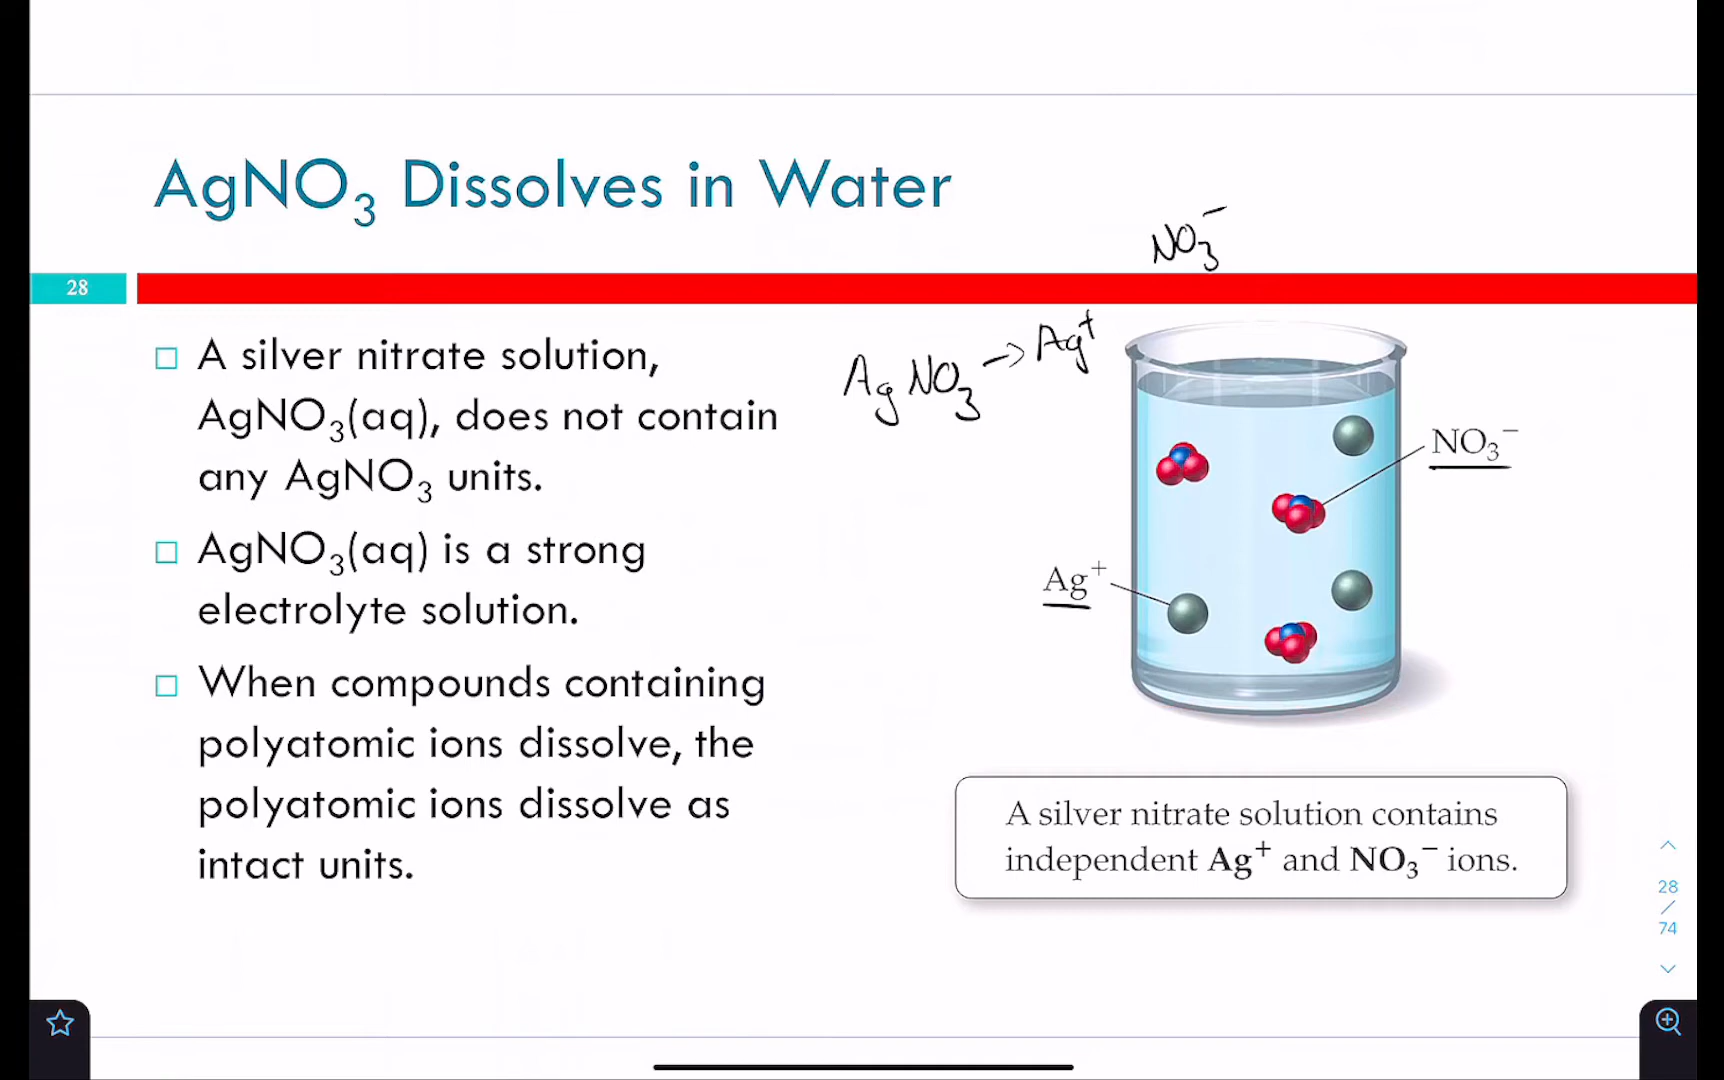 AgNO₃ Dissolves in Water
NO₃⁻
28
A silver nitrate solution,
AgNO₃(aq), does not contain
any AgNO₃ units.
AgNO₃(aq) is a strong
electrolyte solution.
When compounds containing
polyatomic ions dissolve, the
polyatomic ions dissolve as
intact units.
AgNO₃ → Ag⁺
NO₃⁻
Ag⁺
A silver nitrate solution contains
independent Ag⁺ and NO₃⁻ ions.
28
/
74